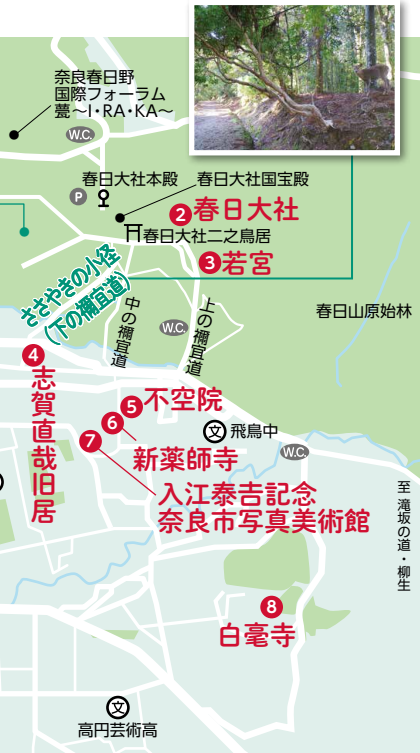 奈良春日野
国際フォーラム
甍～I・RA・KA～
W.C.
P
春日大社本殿
春日大社国宝殿
2 春日大社
春日大社二之鳥居
3 若宮
ささやきの小径
(下の禰宜道)
中の禰宜道
上の禰宜道
W.C.
春日山原始林
4 志賀直哉旧居
5 不空院
6
新薬師寺
7
文 飛鳥中
W.C.
入江泰𠮷記念
奈良市写真美術館
至 滝坂の道・柳生
8
白毫寺
文
高円芸術高